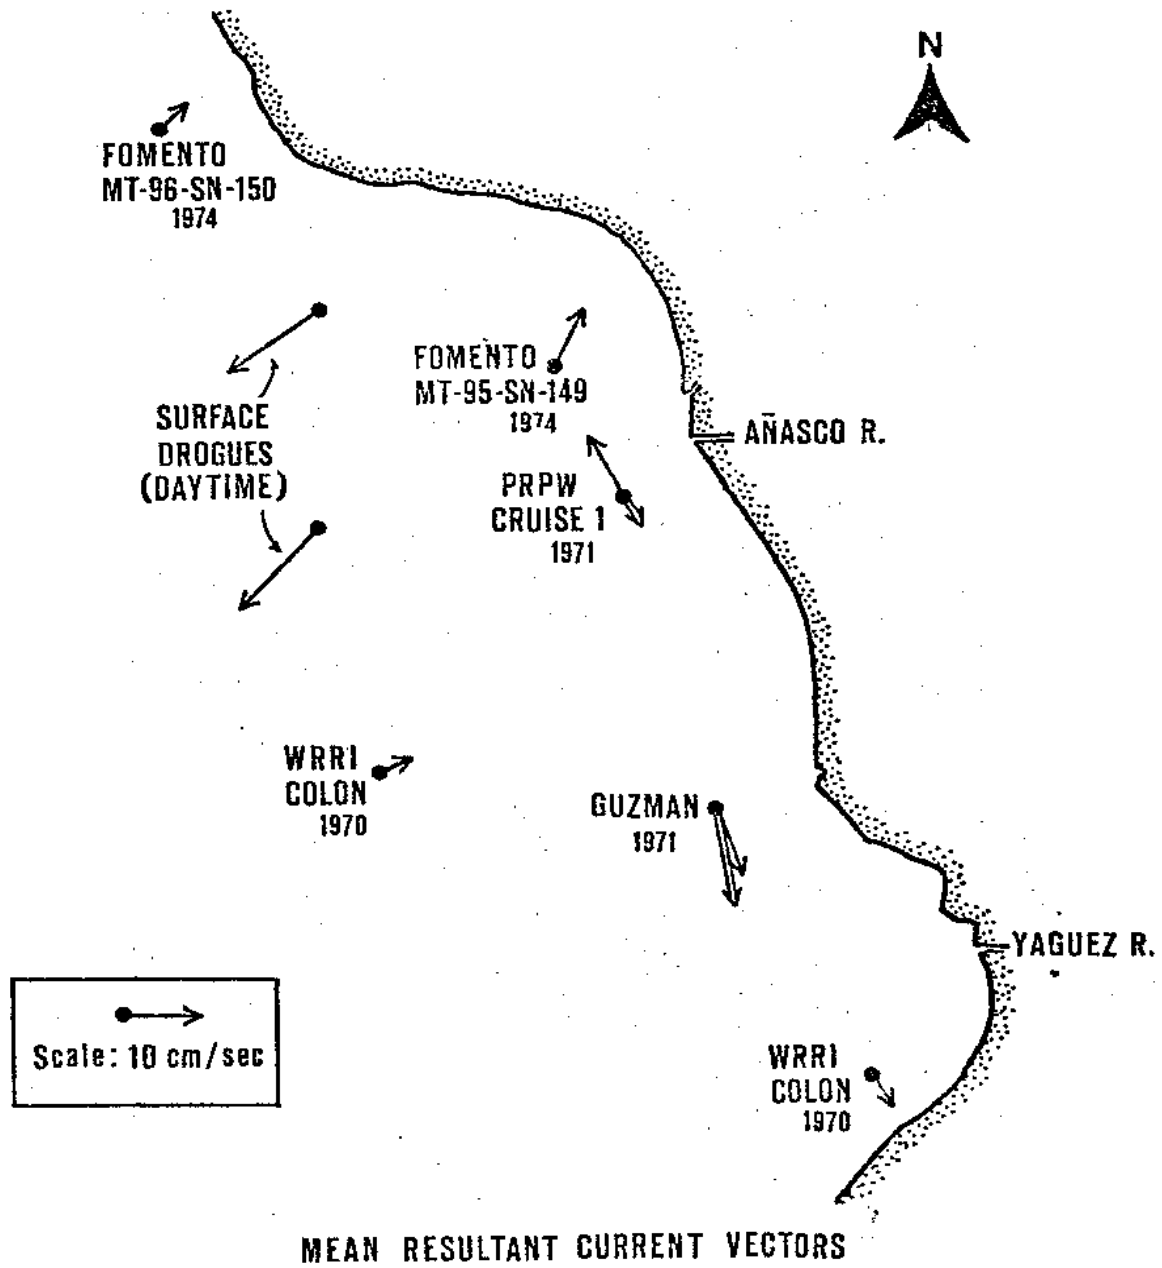 N
FOMENTO
MT-96-SN-150
1974
FOMENTO
MT-95-SN-149
1974
SURFACE
DROGUES
(DAYTIME)
AÑASCO R.
PRPW
CRUISE 1
1971
WRRI
COLON
1970
GUZMAN
1971
YAGUEZ R.
Scale: 10 cm/sec
WRRI
COLON
1970
MEAN RESULTANT CURRENT VECTORS